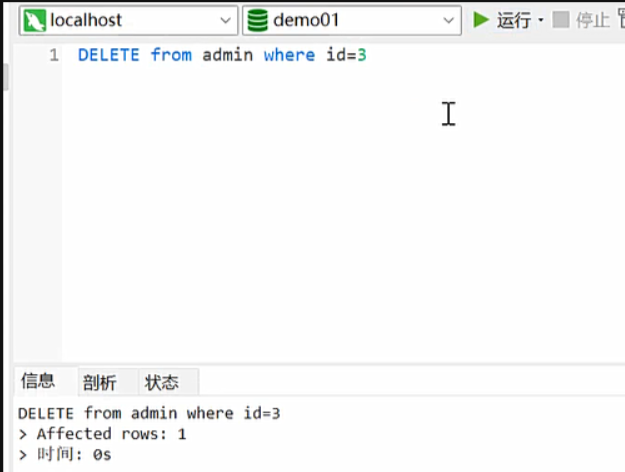 localhost demo01 运行 停止
1 DELETE from admin where id=3
信息 剖析 状态
DELETE from admin where id=3
> Affected rows: 1
> 时间: 0s